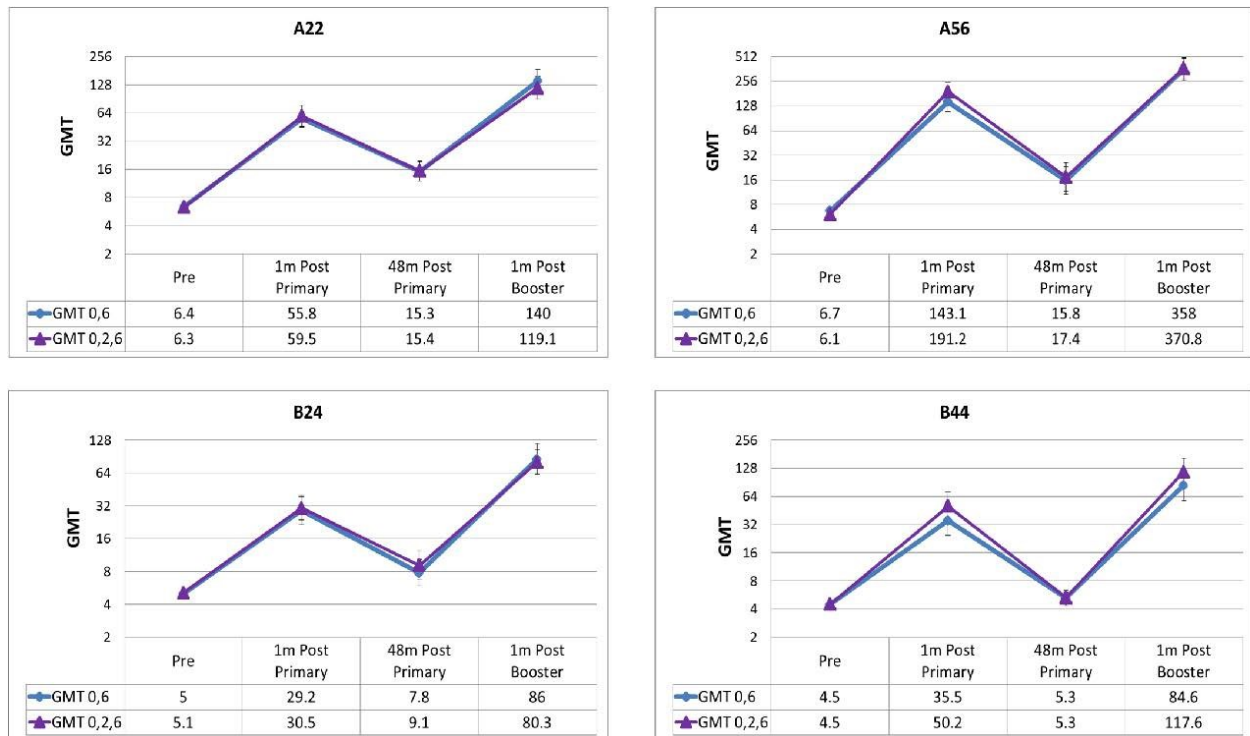 A22
256
128
64
32
16
8
4
2
GMT
Pre
1m Post Primary
48m Post Primary
1m Post Booster
GMT 0,6 6.4 55.8 15.3 140
GMT 0,2,6 6.3 59.5 15.4 119.1
A56
512
256
128
64
32
16
8
4
2
GMT
Pre
1m Post Primary
48m Post Primary
1m Post Booster
GMT 0,6 6.7 143.1 15.8 358
GMT 0,2,6 6.1 191.2 17.4 370.8
B24
128
64
32
16
8
4
2
GMT
Pre
1m Post Primary
48m Post Primary
1m Post Booster
GMT 0,6 5 29.2 7.8 86
GMT 0,2,6 5.1 30.5 9.1 80.3
B44
256
128
64
32
16
8
4
2
GMT
Pre
1m Post Primary
48m Post Primary
1m Post Booster
GMT 0,6 4.5 35.5 5.3 84.6
GMT 0,2,6 4.5 50.2 5.3 117.6